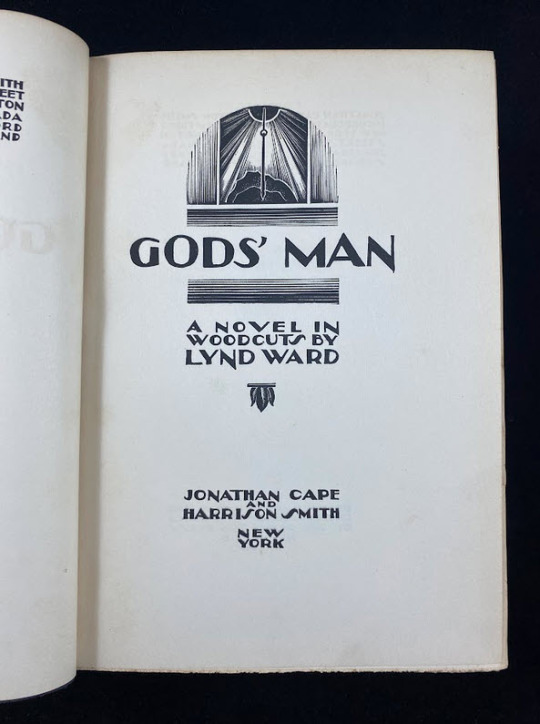 GODS' MAN
A NOVEL IN
WOODCUTS BY
LYND WARD
JONATHAN CAPE
AND
HARRISON SMITH
NEW
YORK